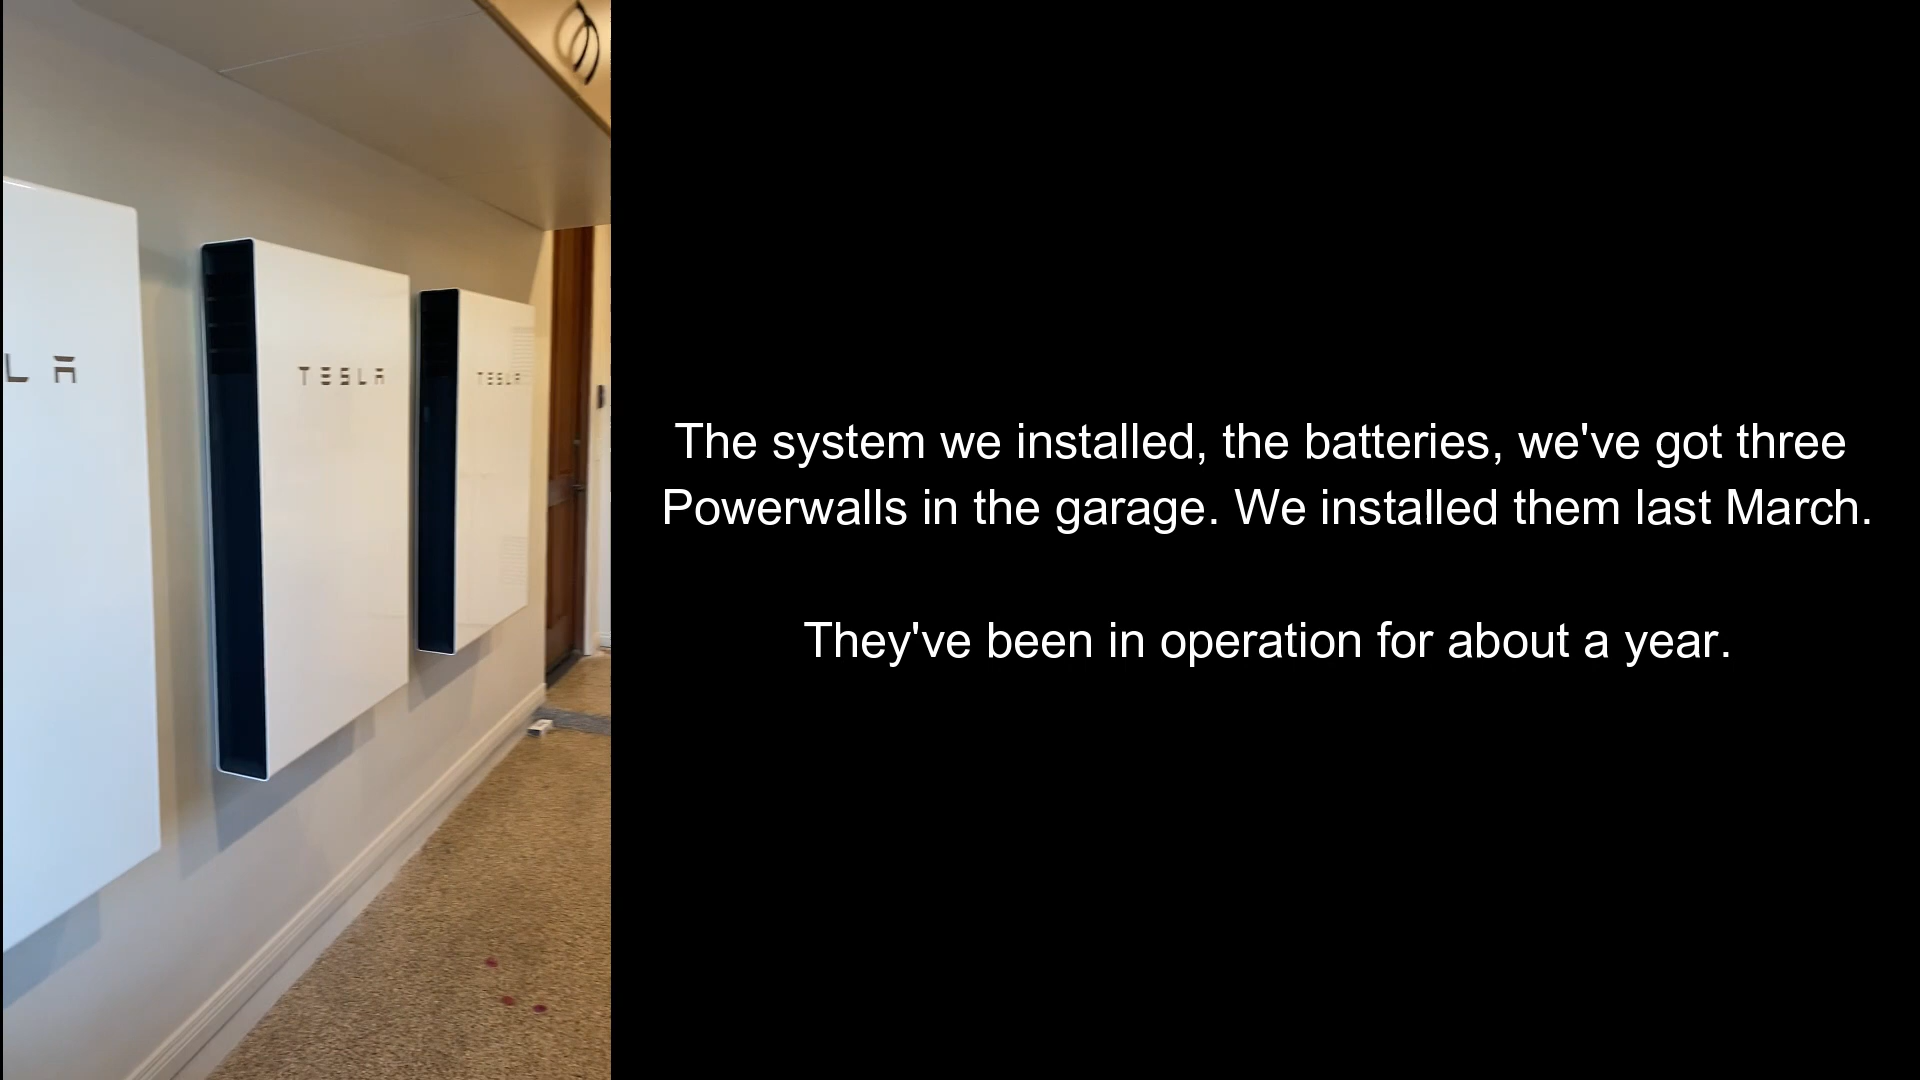 LA
TESLA
TESLA
The system we installed, the batteries, we've got three
Powerwalls in the garage. We installed them last March.
They've been in operation for about a year.